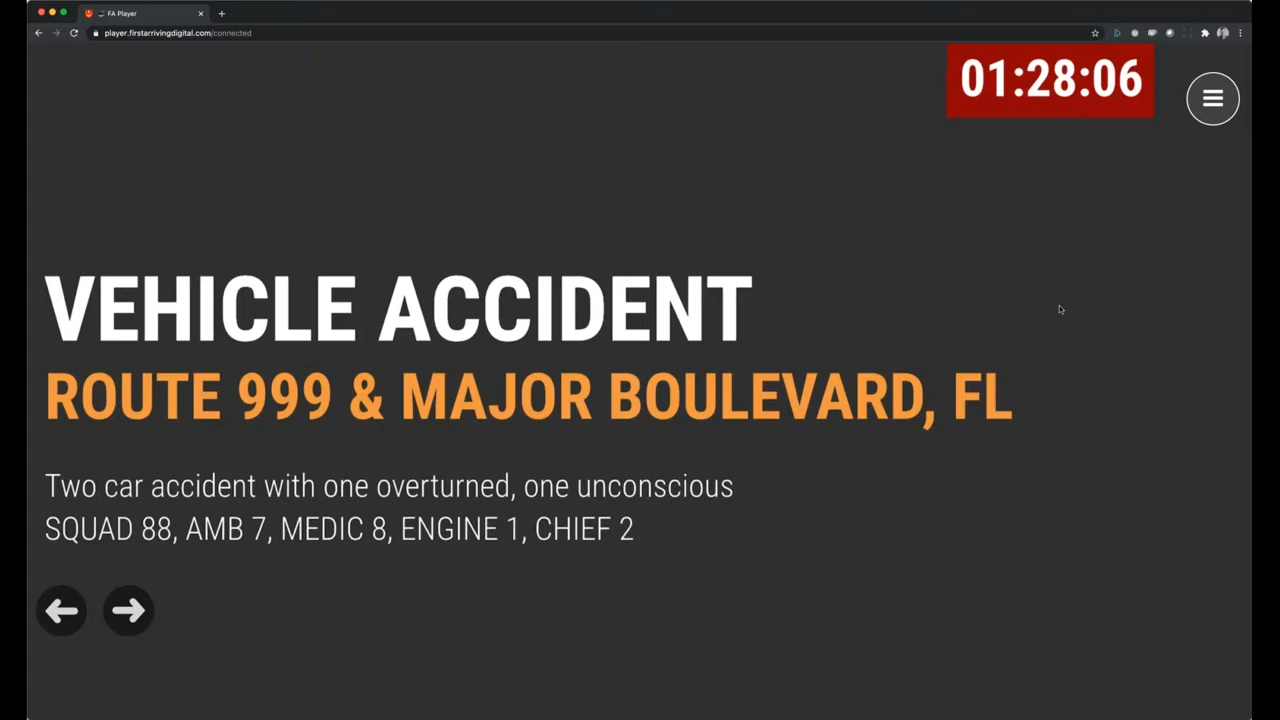 FA Player
player.firstarrivingdigital.com/connected
01:28:06
VEHICLE ACCIDENT
ROUTE 999 & MAJOR BOULEVARD, FL
Two car accident with one overturned, one unconscious
SQUAD 88, AMB 7, MEDIC 8, ENGINE 1, CHIEF 2